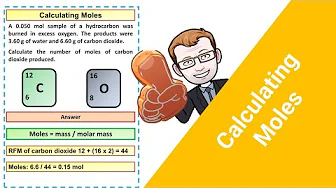 Calculating Moles
A 0.050 mol sample of a hydrocarbon was
burned in excess oxygen. The products were
3.60 g of water and 6.60 g of carbon dioxide.
Calculate the number of moles of carbon
dioxide produced.
12
C
6
16
O
8
Answer
Moles = mass / molar mass
RFM of carbon dioxide 12 + (16 x 2) = 44
Moles: 6.6 / 44 = 0.15 mol
Calculating
Moles